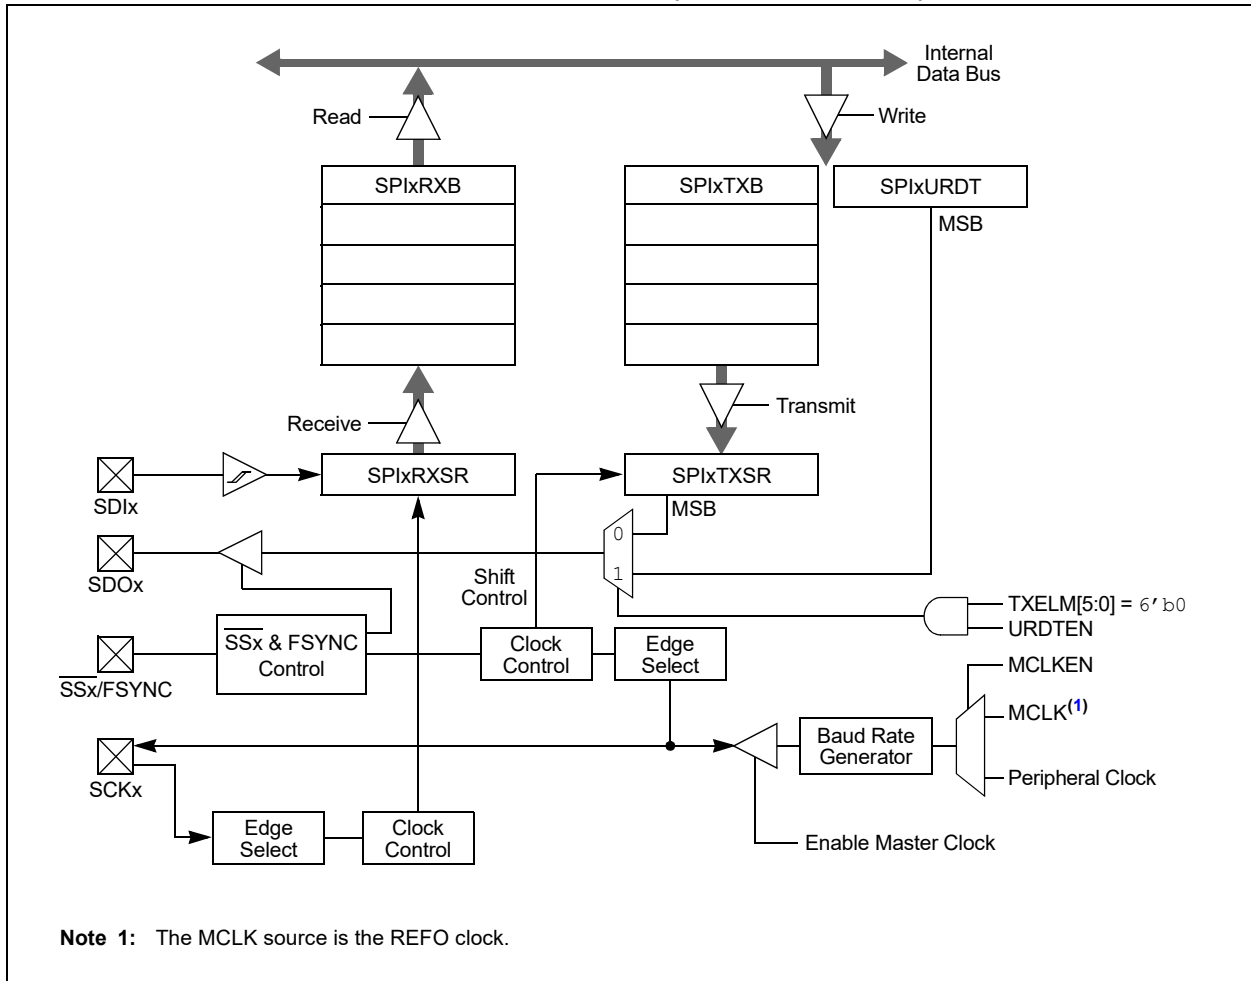 Internal
Data Bus
Read
Write
SPIxRXB
SPIxTXB
SPIxURDT
MSB
Transmit
Receive
SPIxRXSR
SPIxTXSR
SDIx
MSB
0
SDOx
1
Shift
Control
TXELM[5:0] = 6’b0
URDTEN
SSx & FSYNC
Control
Clock
Control
Edge
Select
MCLKEN
SSx/FSYNC
MCLK(1)
Baud Rate
Generator
Peripheral Clock
SCKx
Edge
Select
Clock
Control
Enable Master Clock
Note 1: The MCLK source is the REFO clock.